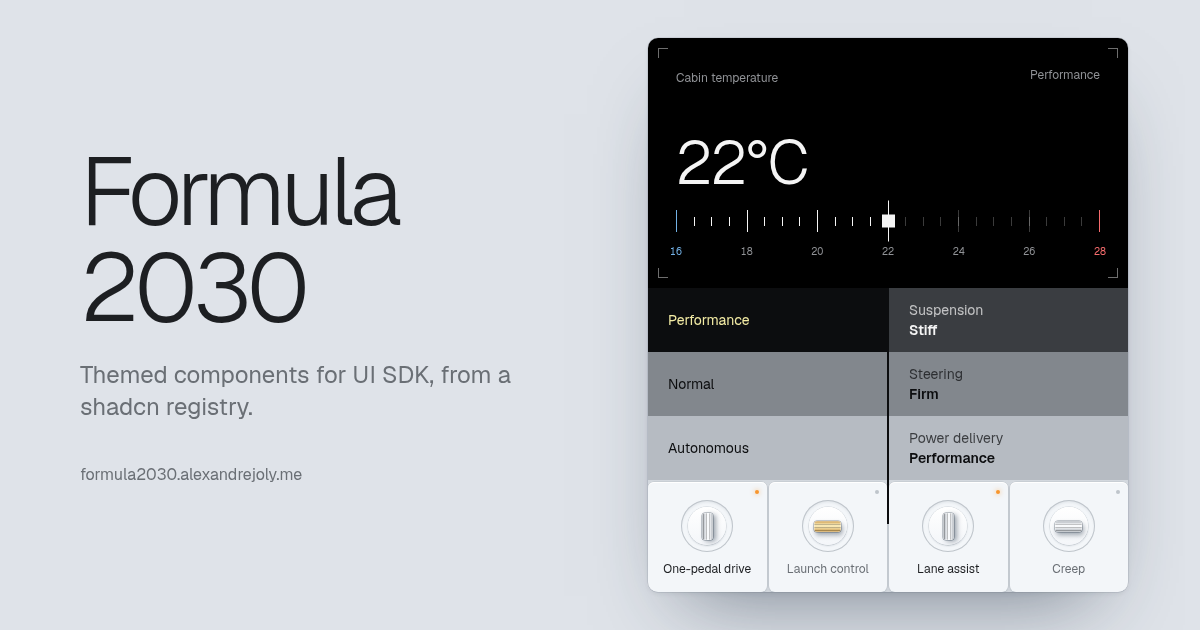 Formula
2030
Themed components for UI SDK, from a
shadcn registry.
formula2030.alexandrejoly.me
Cabin temperature
Performance
22°C
16 18 20 22 24 26 28
Performance
Suspension
Stiff
Normal
Steering
Firm
Autonomous
Power delivery
Performance
One-pedal drive
Launch control
Lane assist
Creep